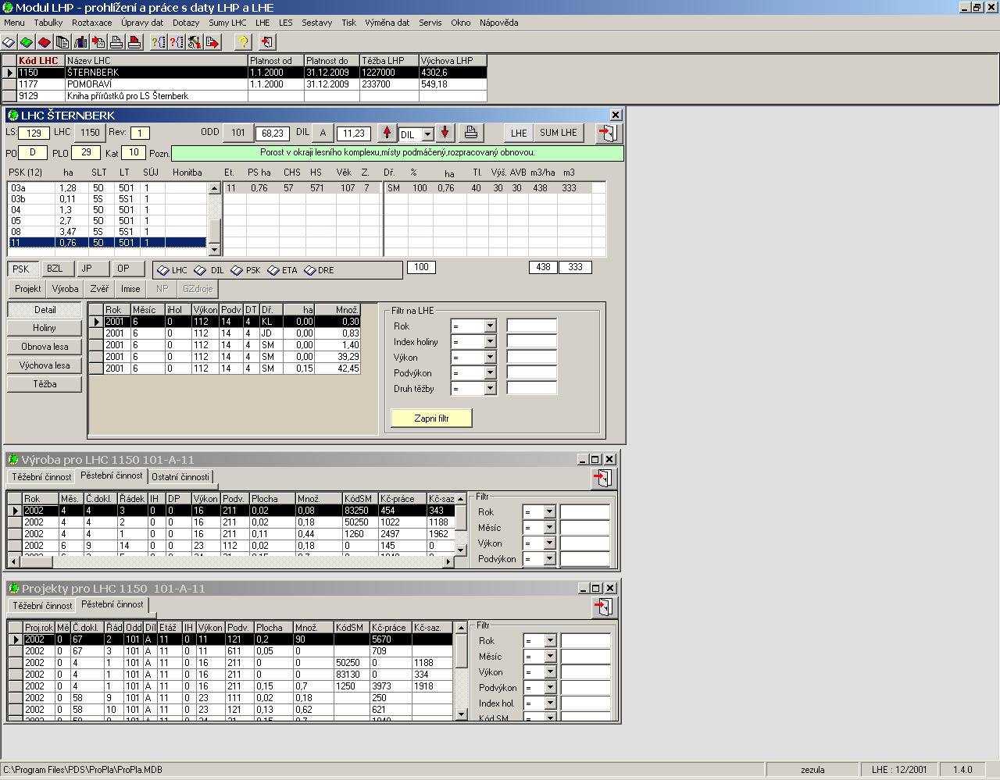 Modul LHP - prohlížení a práce s daty LHP a LHE
Menu Tabulky Roztaxace Úpravy dat Dotazy Sumy LHC LHE LES Sestavy Tisk Výměna dat Servis Okno Nápověda
Kód LHC Název LHC Platnost od Platnost do Těžba LHP Výchova LHP
1150 ŠTERNBERK 1.1.2000 31.12.2009 1227000 4302,6
1177 POMORAVÍ 1.1.2000 31.12.2009 233700 549,18
9129 Kniha přírůstků pro LS Šternberk
LHC ŠTERNBERK
LS: 129 LHC 1150 Rev: 1 ODD 101 68,23 DIL A 11,23 DIL LHE SUM LHE
PO D PLO 29 Kat 10 Pozn. Porost v okraji lesního komplexu,místy podmáčený,rozpracovaný obnovou.
PSK (12) ha SLT LT SÚJ Honitba Et. PS ha CHS HS Věk Z. Dř. % ha Tl. Výš. AVB m3/ha m3
03a 1,28 5O 5O1 1 11 0,76 57 571 107 7 SM 100 0,76 40 30 30 438 333
03b 0,11 5S 5S1 1
04 1,3 5O 5O1 1
05 2,7 5O 5O1 1
08 3,47 5S 5S1 1
11 0,76 5O 5O1 1
PSK BZL JP OP LHC DIL PSK ETA DRE 100 438 333
Projekt Výroba Zvěř Imise NP GZdroje
Detail
Holiny
Obnova lesa
Výchova lesa
Těžba
Rok Měsíc iHol Výkon Podv DT Dř. ha Množ.
2001 6 0 112 14 4 KL 0,00 0,30
2001 6 0 112 14 4 JD 0,00 0,83
2001 6 0 112 14 4 SM 0,00 1,40
2001 6 0 112 14 4 SM 0,00 39,29
2001 6 0 112 14 4 SM 0,15 42,45
Filtr na LHE
Rok =
Index holiny =
Výkon =
Podvýkon =
Druh těžby =
Zapni filtr
Výroba pro LHC 1150 101-A-11
Těžební činnost Pěstební činnost Ostatní činnosti
Rok Měs. Č.dokl. Řádek IH DP Výkon Podv. Plocha Množ. KódSM Kč-práce Kč-saz
2002 4 4 3 0 0 16 211 0,02 0,08 83250 454 343
2002 4 4 2 0 0 16 211 0,02 0,18 50250 1022 1188
2002 4 4 1 0 0 16 211 0,11 0,44 1260 2497 1962
2002 6 9 14 0 0 23 112 0,02 0,18 0 145 0
Filtr
Rok =
Měsíc =
Výkon =
Podvýkon =
Projekty pro LHC 1150 101-A-11
Těžební činnost Pěstební činnost
Proj.rok Mě Č.dokl. Řád Odd Díl Etáž IH Výkon Podv. Plocha Množ. KódSM Kč-práce Kč-saz.
2002 0 67 2 101 A 11 0 11 121 0,2 90 5670
2002 0 67 3 101 A 11 0 11 611 0,05 0 709
2002 0 4 1 101 A 11 0 16 211 0 50250 0 1188
2002 0 4 1 101 A 11 0 16 211 0 83130 0 334
2002 0 4 1 101 A 11 0 16 211 0,15 0,7 1250 3973 1918
2002 0 58 9 101 A 11 0 23 111 0,02 0,18 250
2002 0 58 10 101 A 11 0 23 121 0,13 0,62 621
Filtr
Rok =
Měsíc =
Výkon =
Podvýkon =
Index hol. =
Kód SM =
C:\Program Files\PDS\ProPla\ProPla.MDB zezula LHE : 12/2001 1.4.0